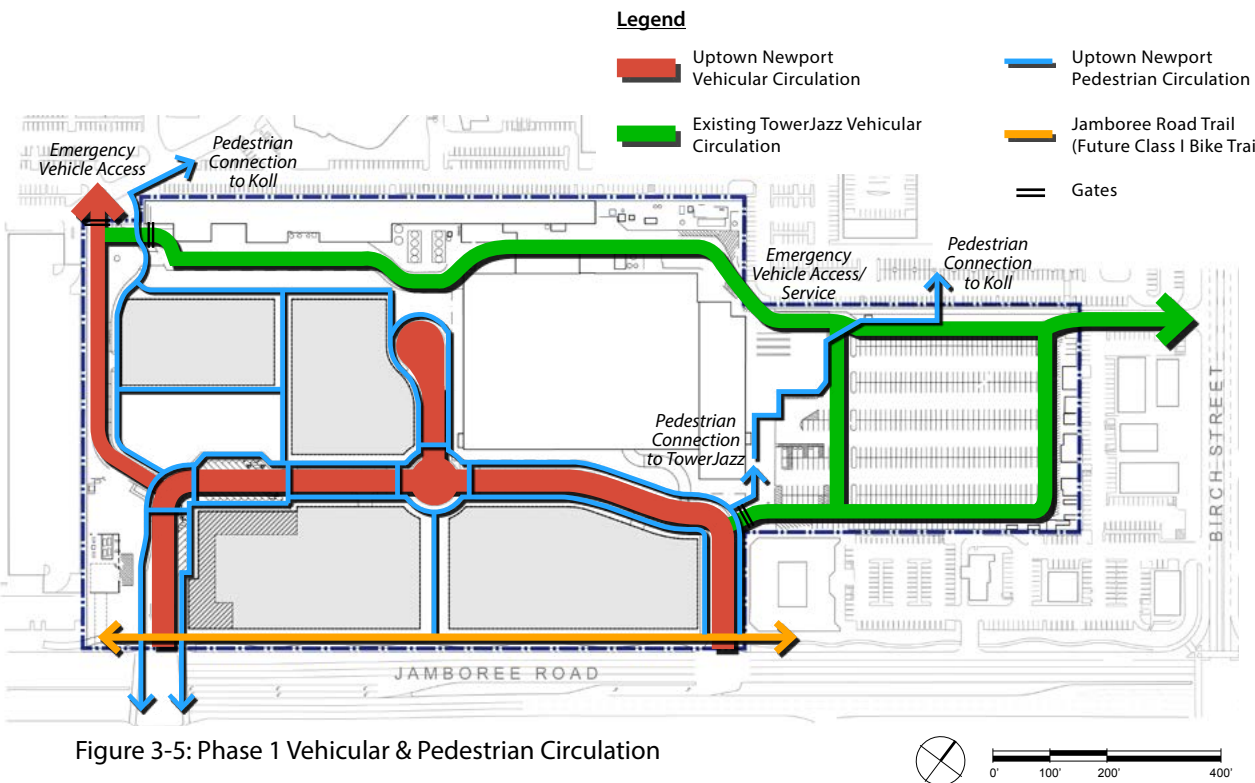 Legend
Uptown Newport
Vehicular Circulation
Uptown Newport
Pedestrian Circulation
Existing TowerJazz Vehicular
Circulation
Jamboree Road Trail
(Future Class I Bike Trai
Gates
Emergency
Vehicle Access
Pedestrian
Connection
to Koll
Emergency
Vehicle Access/
Service
Pedestrian
Connection
to Koll
Pedestrian
Connection
to TowerJazz
BIRCH STREET
JAMBOREE ROAD
Figure 3-5: Phase 1 Vehicular & Pedestrian Circulation
0' 100' 200' 400'